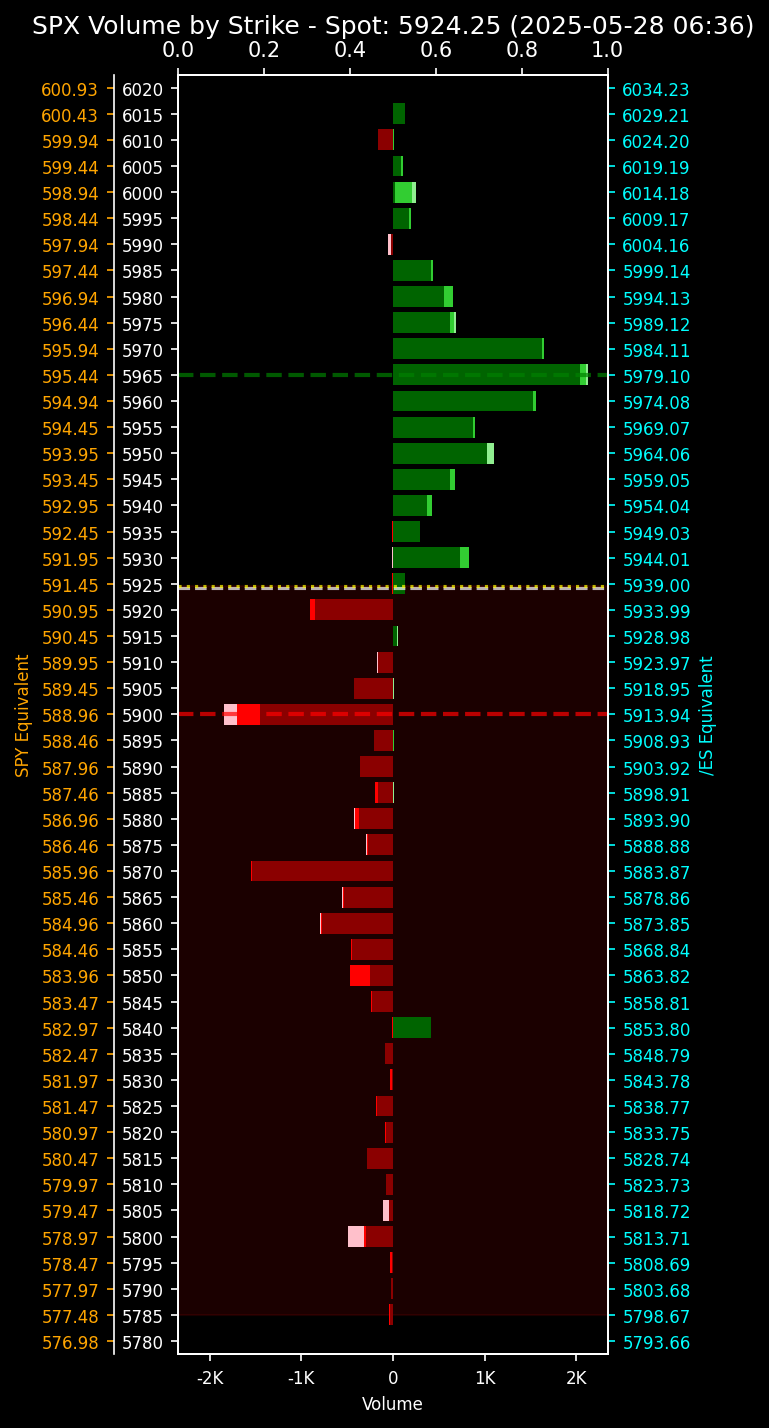 SPX Volume by Strike - Spot: 5924.25 (2025-05-28 06:36)
0.0 0.2 0.4 0.6 0.8 1.0
600.93 6020 6034.23
600.43 6015 6029.21
599.94 6010 6024.20
599.44 6005 6019.19
598.94 6000 6014.18
598.44 5995 6009.17
597.94 5990 6004.16
597.44 5985 5999.14
596.94 5980 5994.13
596.44 5975 5989.12
595.94 5970 5984.11
595.44 5965 5979.10
594.94 5960 5974.08
594.45 5955 5969.07
593.95 5950 5964.06
593.45 5945 5959.05
592.95 5940 5954.04
592.45 5935 5949.03
591.95 5930 5944.01
591.45 5925 5939.00
590.95 5920 5933.99
590.45 5915 5928.98
589.95 5910 5923.97
589.45 5905 5918.95
588.96 5900 5913.94
588.46 5895 5908.93
587.96 5890 5903.92
587.46 5885 5898.91
586.96 5880 5893.90
586.46 5875 5888.88
585.96 5870 5883.87
585.46 5865 5878.86
584.96 5860 5873.85
584.46 5855 5868.84
583.96 5850 5863.82
583.47 5845 5858.81
582.97 5840 5853.80
582.47 5835 5848.79
581.97 5830 5843.78
581.47 5825 5838.77
580.97 5820 5833.75
580.47 5815 5828.74
579.97 5810 5823.73
579.47 5805 5818.72
578.97 5800 5813.71
578.47 5795 5808.69
577.97 5790 5803.68
577.48 5785 5798.67
576.98 5780 5793.66
SPY Equivalent
/ES Equivalent
-2K -1K 0 1K 2K
Volume